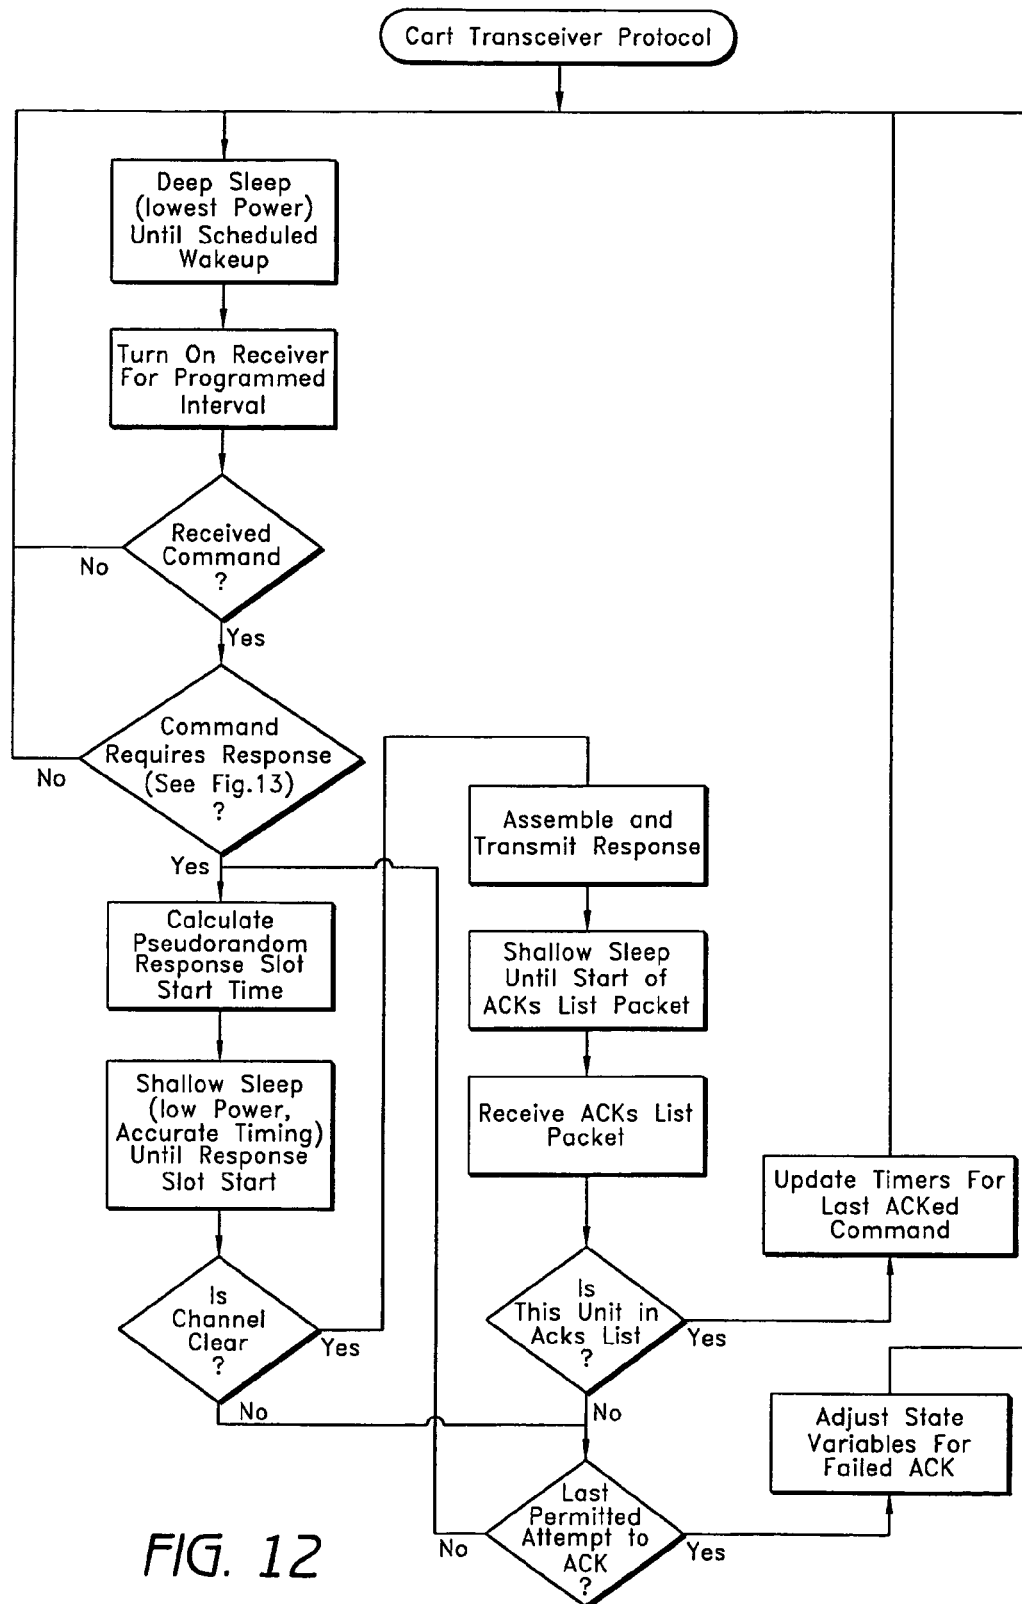 Cart Transceiver Protocol
Deep Sleep
(lowest Power)
Until Scheduled
Wakeup
Turn On Receiver
For Programmed
Interval
Received
Command
?
No
Yes
Command
Requires Response
(See Fig.13)
?
No
Yes
Calculate
Pseudorandom
Response Slot
Start Time
Shallow Sleep
(low Power,
Accurate Timing)
Until Response
Slot Start
Is
Channel
Clear
?
Yes
No
Assemble and
Transmit Response
Shallow Sleep
Until Start of
ACKs List Packet
Receive ACKs List
Packet
Is
This Unit in
Acks List
?
Yes
No
Update Timers For
Last ACKed
Command
Last
Permitted
Attempt to
ACK
?
No
Yes
Adjust State
Variables For
Failed ACK
FIG. 12